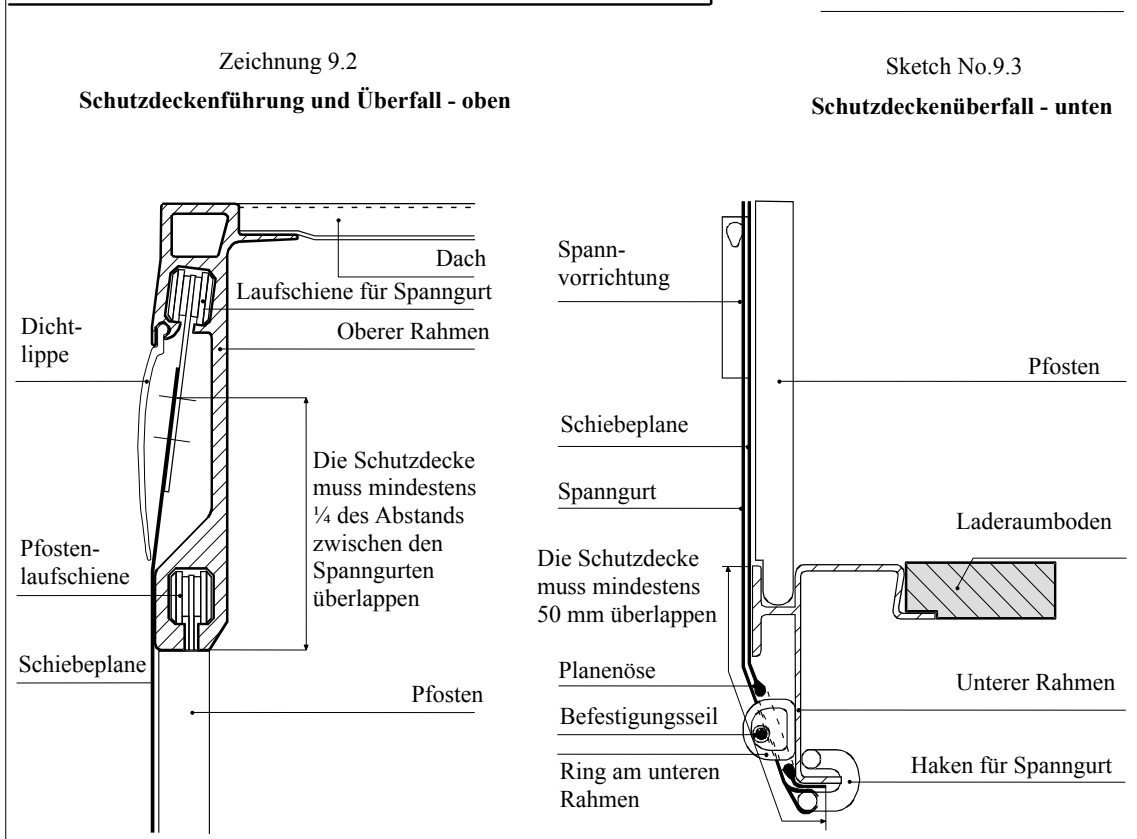 Zeichnung 9.2
Schutzdeckenführung und Überfall - oben
Dach
Laufschiene für Spanngurt
Oberer Rahmen
Dicht-
lippe
Die Schutzdecke
muss mindestens
¼ des Abstands
zwischen den
Spanngurten
überlappen
Pfosten-
laufschiene
Schiebeplane
Pfosten
Sketch No.9.3
Schutzdeckenüberfall - unten
Spann-
vorrichtung
Pfosten
Schiebeplane
Spanngurt
Laderaumboden
Die Schutzdecke
muss mindestens
50 mm überlappen
Planenöse
Unterer Rahmen
Befestigungsseil
Ring am unteren
Rahmen
Haken für Spanngurt